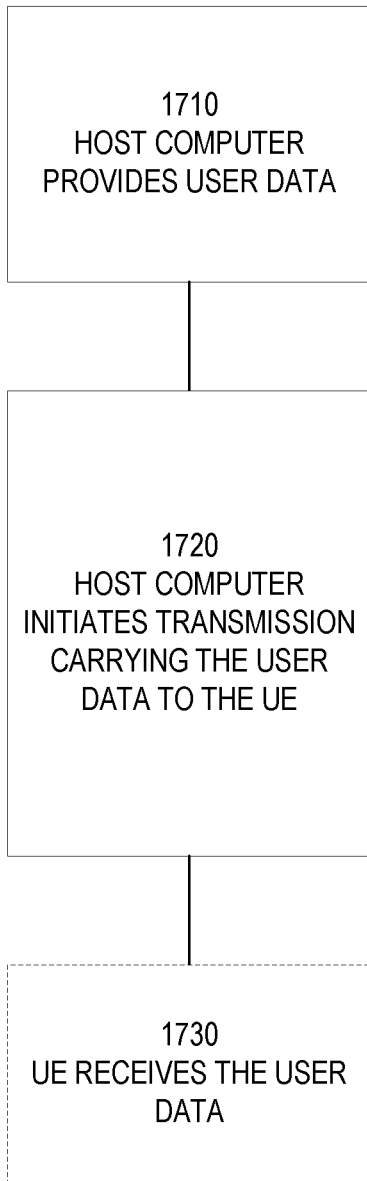 1710
HOST COMPUTER
PROVIDES USER DATA
1720
HOST COMPUTER
INITIATES TRANSMISSION
CARRYING THE USER
DATA TO THE UE
1730
UE RECEIVES THE USER
DATA